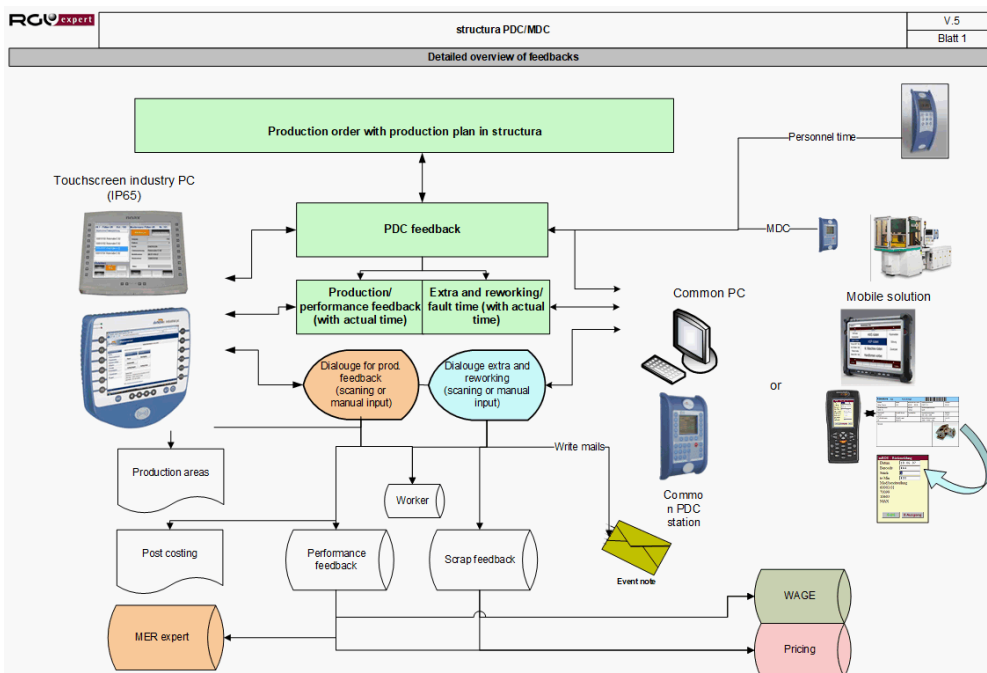 RGU expert
structura PDC/MDC
V.5
Blatt 1
Detailed overview of feedbacks
Production order with production plan in structura
Personnel time
Touchscreen industry PC
(IP65)
PDC feedback
MDC
Production/
performance feedback
(with actual time)
Extra and reworking/
fault time (with actual
time)
Common PC
Mobile solution
Dialouge for prod.
feedback
(scaning or
manual input)
Dialouge extra and
reworking
(scaning or manual
input)
or
Write mails
Production areas
Worker
Commo
n PDC
station
Post costing
Performance
feedback
Scrap feedback
Event note
WAGE
MER expert
Pricing